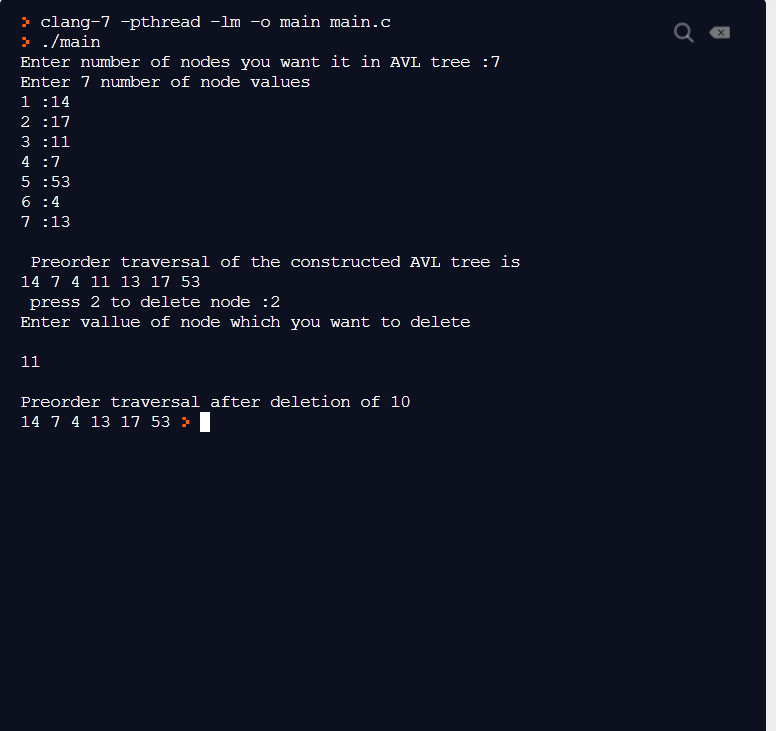 > clang-7 -pthread -lm -o main main.c
> ./main
Enter number of nodes you want it in AVL tree :7
Enter 7 number of node values
1 :14
2 :17
3 :11
4 :7
5 :53
6 :4
7 :13
Preorder traversal of the constructed AVL tree is
14 7 4 11 13 17 53
press 2 to delete node :2
Enter vallue of node which you want to delete
11
Preorder traversal after deletion of 10
14 7 4 13 17 53 >